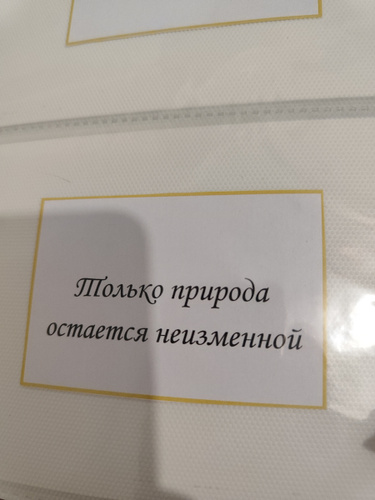 Только природа
остается неизменной